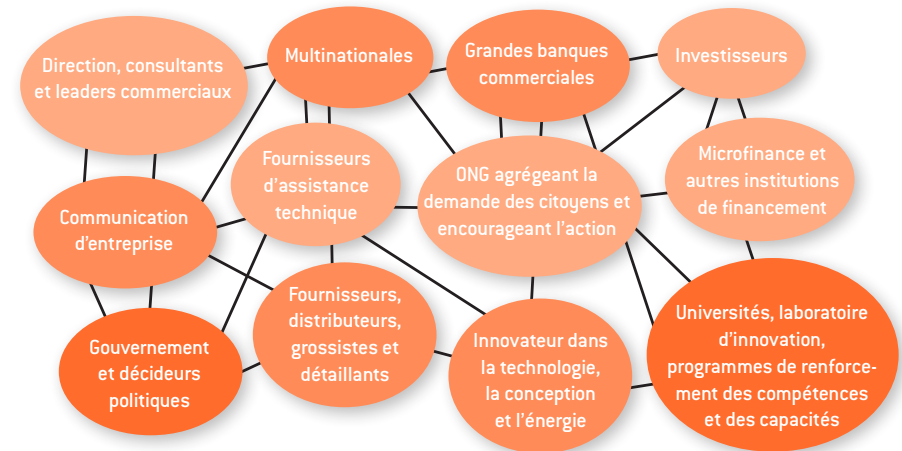 Direction, consultants
et leaders commerciaux
Multinationales
Grandes banques
commerciales
Investisseurs
Fournisseurs
d'assistance
technique
ONG agrégeant la
demande des citoyens et
encourageant l'action
Microfinance et
autres institutions
de financement
Communication
d'entreprise
Gouvernement
et décideurs
politiques
Fournisseurs,
distributeurs,
grossistes et
détaillants
Innovateur dans
la technologie,
la conception
et l'énergie
Universités, laboratoire
d'innovation,
programmes de renforce-
ment des compétences
et des capacités